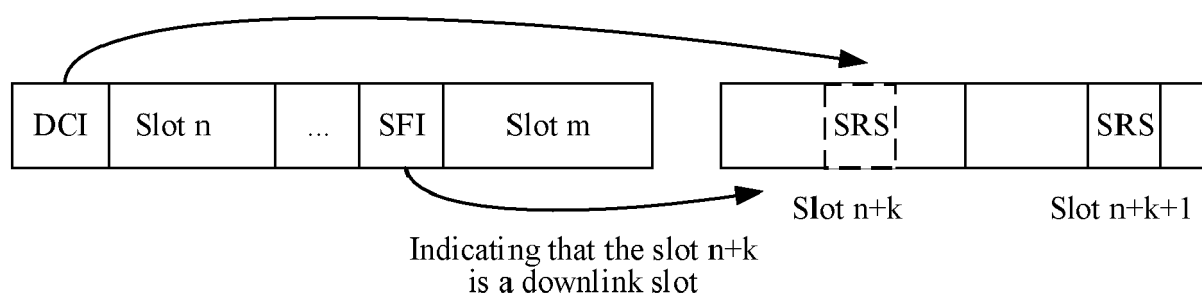 DCI Slot n ... SFI Slot m SRS SRS
Slot n+k Slot n+k+1
Indicating that the slot n+k
is a downlink slot